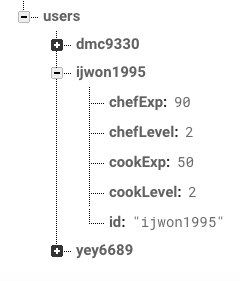 users
dmc9330
ijwon1995
chefExp: 90
chefLevel: 2
cookExp: 50
cookLevel: 2
id: "ijwon1995"
yey6689